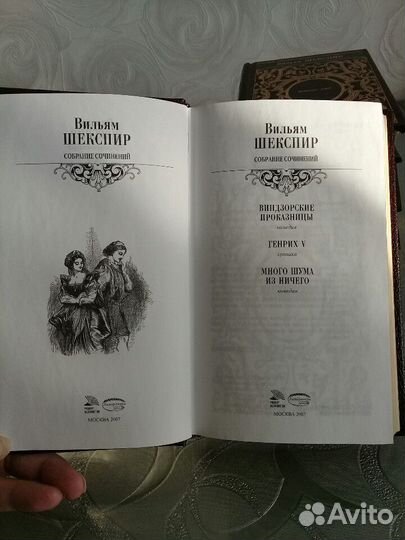 Вильям
ШЕКСПИР
СОБРАНИЕ СОЧИНЕНИЙ
МОСКВА 2007
Вильям
ШЕКСПИР
СОБРАНИЕ СОЧИНЕНИЙ
ВИНДЗОРСКИЕ
ПРОКАЗНИЦЫ
комедия
ГЕНРИХ V
хроника
МНОГО ШУМА
ИЗ НИЧЕГО
комедия
МОСКВА 2007
Avito